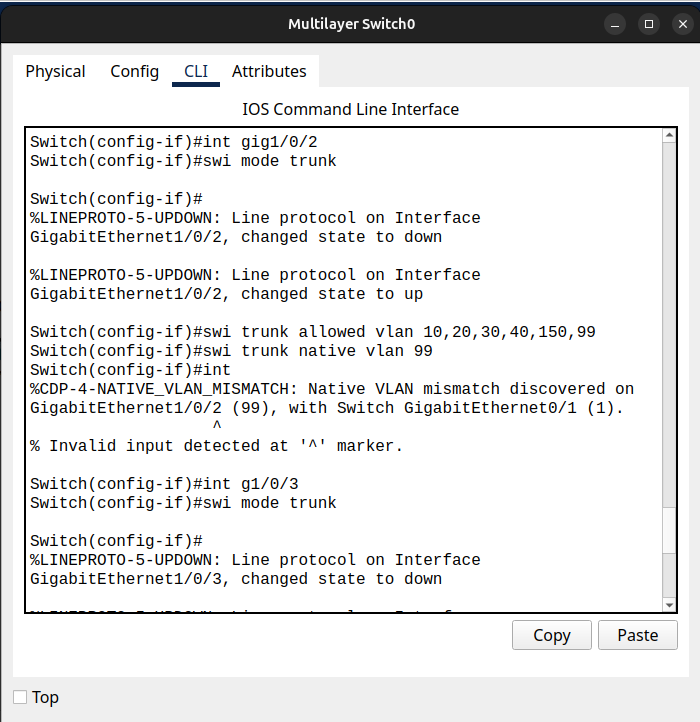 Multilayer Switch0
Physical Config CLI Attributes
IOS Command Line Interface
Switch(config-if)#int gig1/0/2
Switch(config-if)#swi mode trunk
Switch(config-if)#
%LINEPROTO-5-UPDOWN: Line protocol on Interface
GigabitEthernet1/0/2, changed state to down
%LINEPROTO-5-UPDOWN: Line protocol on Interface
GigabitEthernet1/0/2, changed state to up
Switch(config-if)#swi trunk allowed vlan 10,20,30,40,150,99
Switch(config-if)#swi trunk native vlan 99
Switch(config-if)#int
%CDP-4-NATIVE_VLAN_MISMATCH: Native VLAN mismatch discovered on
GigabitEthernet1/0/2 (99), with Switch GigabitEthernet0/1 (1).
^
% Invalid input detected at '^' marker.
Switch(config-if)#int g1/0/3
Switch(config-if)#swi mode trunk
Switch(config-if)#
%LINEPROTO-5-UPDOWN: Line protocol on Interface
GigabitEthernet1/0/3, changed state to down
Copy Paste
Top